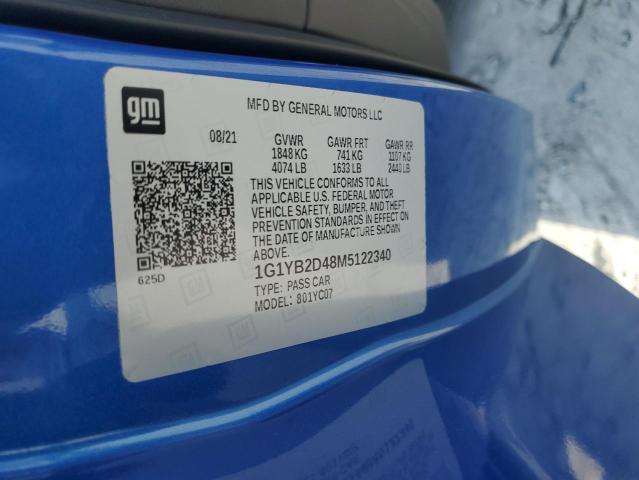 gm
MFD BY GENERAL MOTORS LLC
08/21 GVWR GAWR FRT GAWR RR
1848 KG 741 KG 1107 KG
4074 LB 1633 LB 2440 LB
THIS VEHICLE CONFORMS TO ALL
APPLICABLE U.S. FEDERAL MOTOR
VEHICLE SAFETY, BUMPER, AND THEFT
PREVENTION STANDARDS IN EFFECT ON
THE DATE OF MANUFACTURE SHOWN
ABOVE.
625D
1G1YB2D48M5122340
TYPE: PASS CAR
MODEL: 801YC07